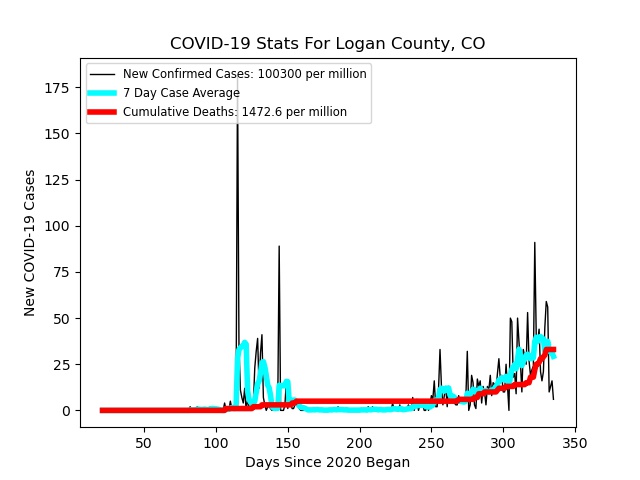 COVID-19 Stats For Logan County, CO
New Confirmed Cases: 100300 per million
7 Day Case Average
Cumulative Deaths: 1472.6 per million
New COVID-19 Cases
175
150
125
100
75
50
25
0
50 100 150 200 250 300 350
Days Since 2020 Began